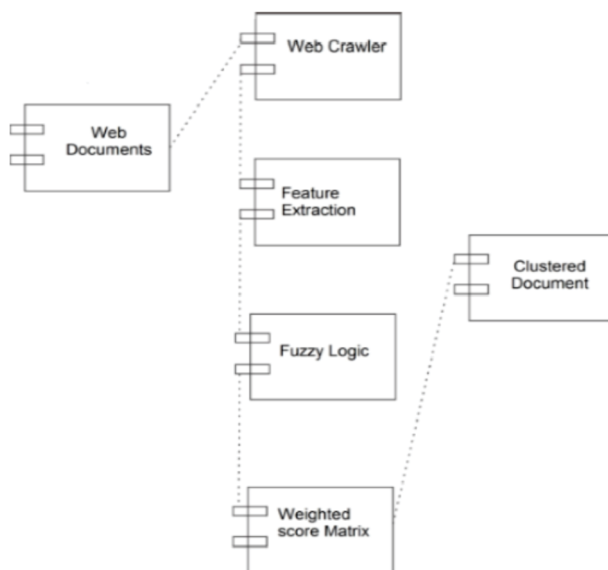 Web Crawler
Web
Documents
Feature
Extraction
Clustered
Document
Fuzzy Logic
Weighted
score Matrix